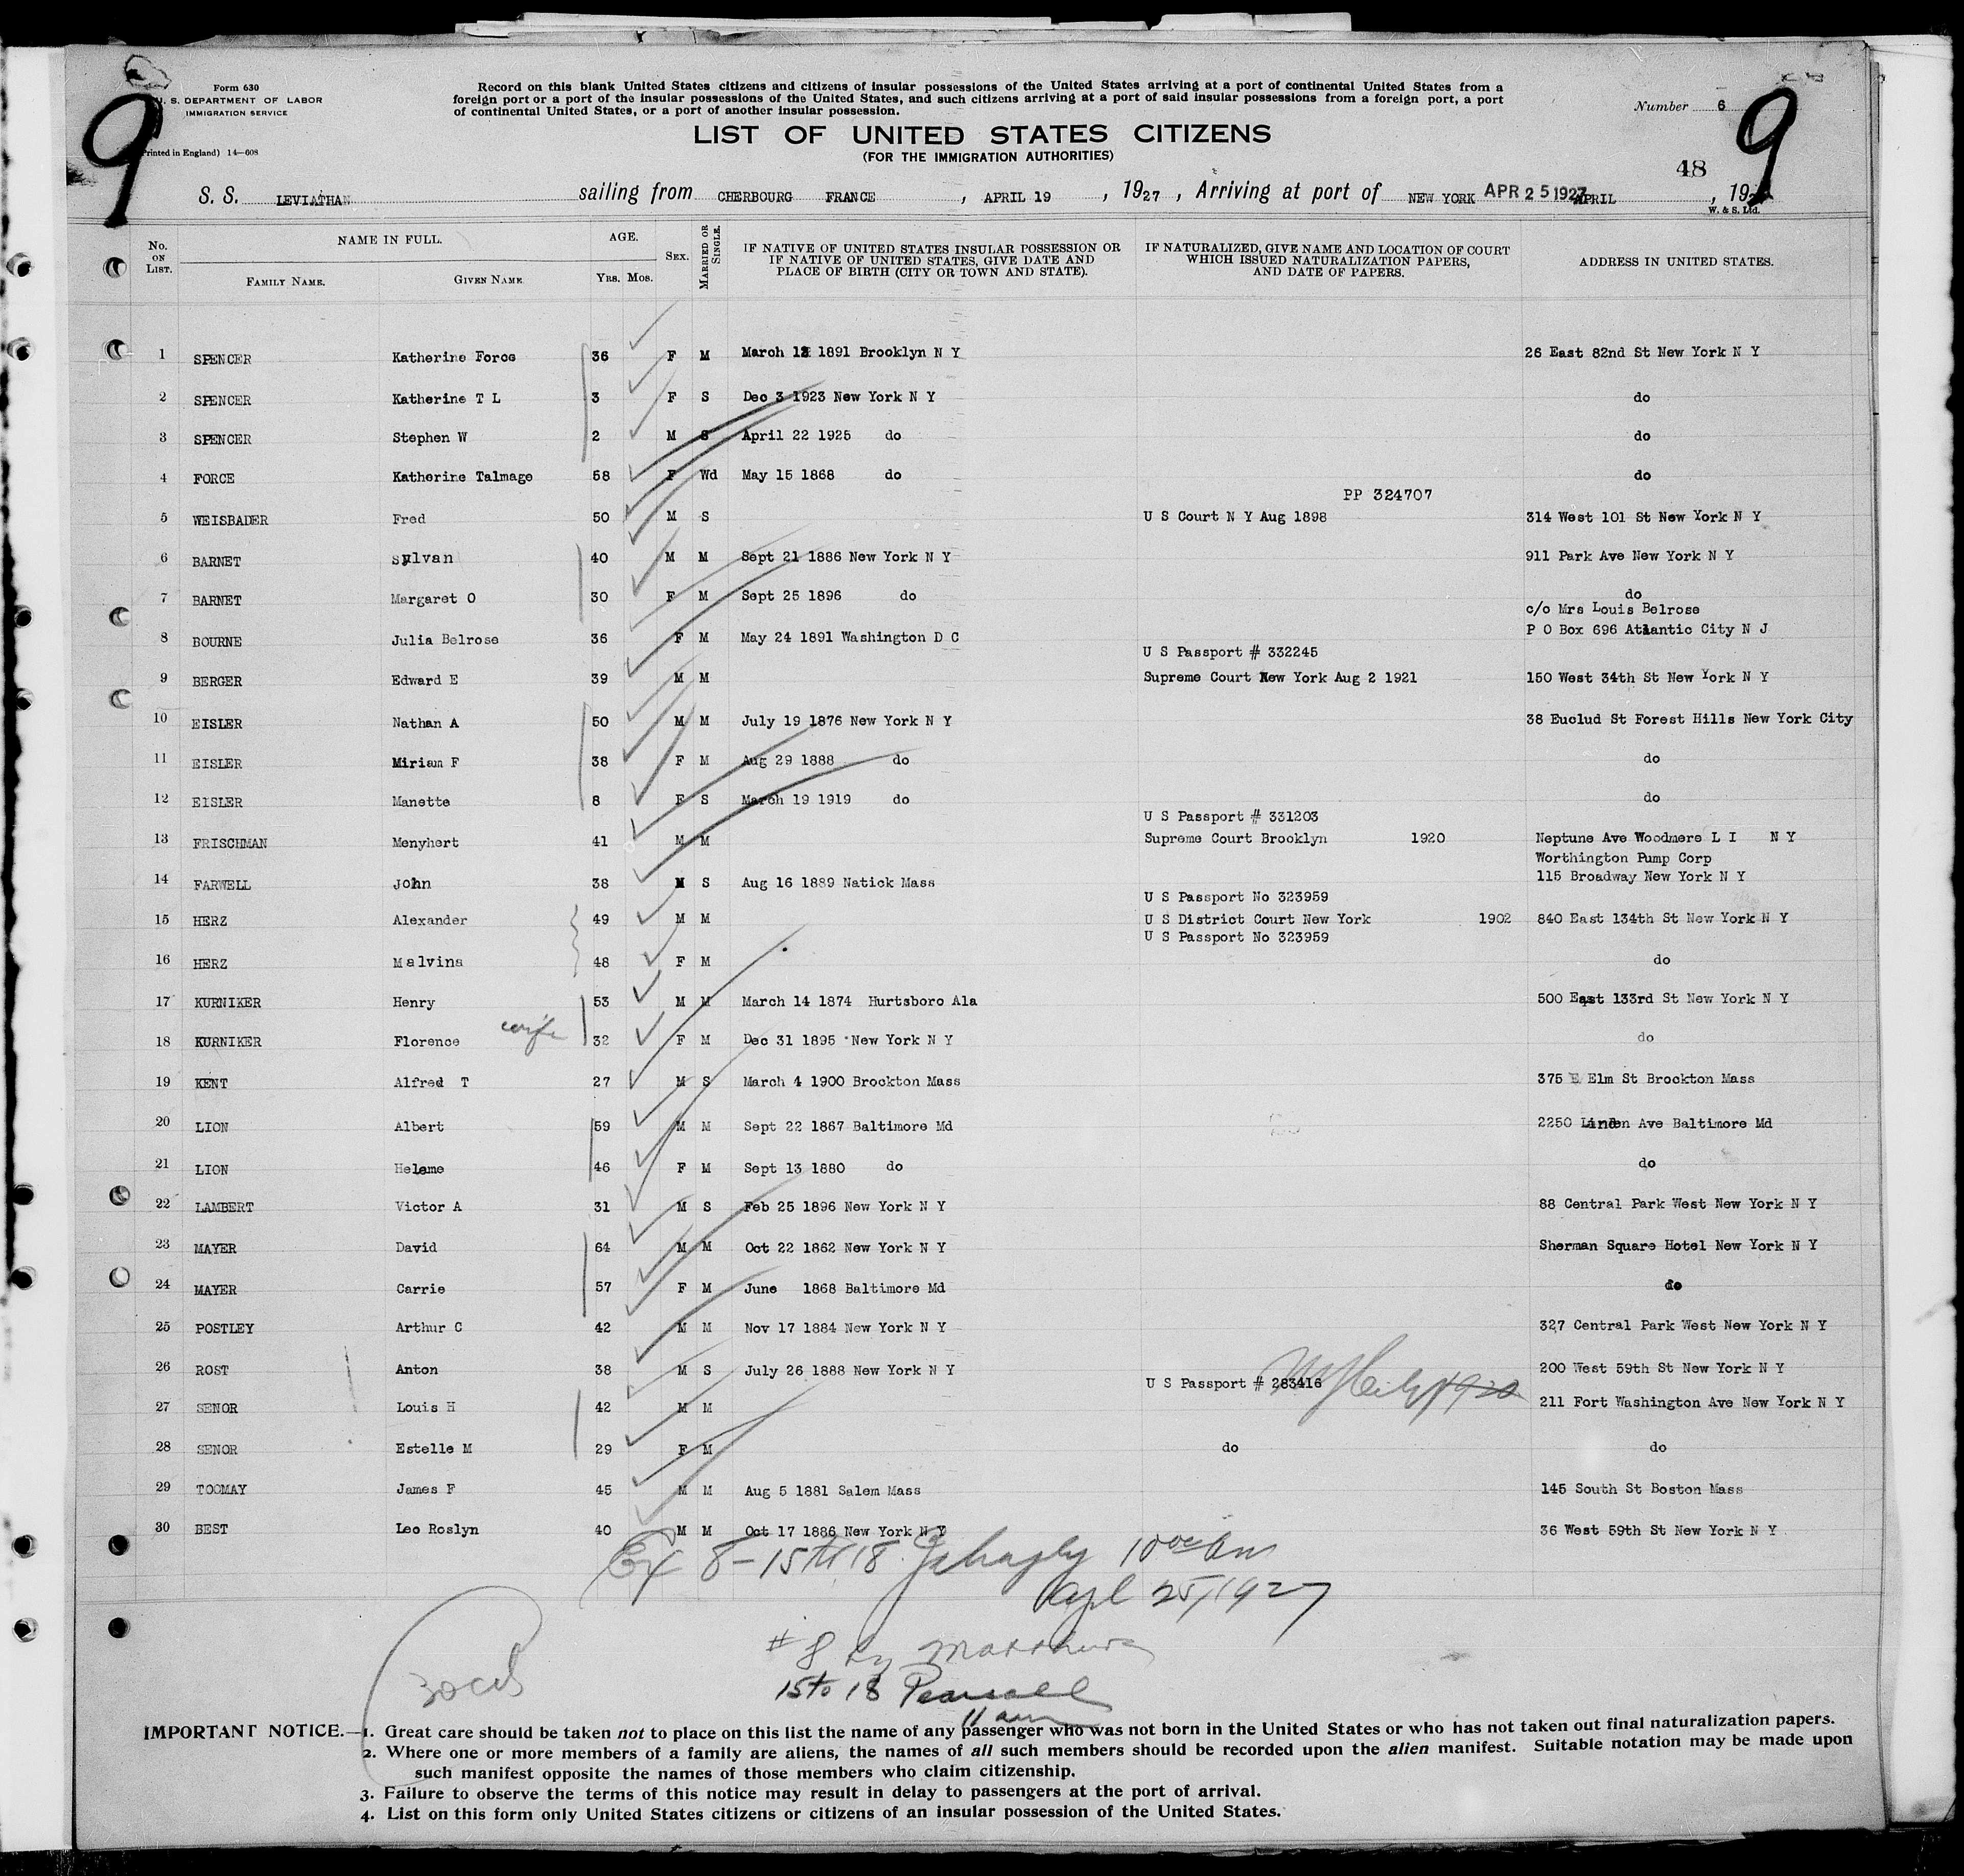 9
9
Form 630
U. S. DEPARTMENT OF LABOR
IMMIGRATION SERVICE
Printed in England) 14—608
Record on this blank United States citizens and citizens of insular possessions of the United States arriving at a port of continental United States from a
foreign port or a port of the insular possessions of the United States, and such citizens arriving at a port of said insular possessions from a foreign port, a port
of continental United States, or a port of another insular possession.
Number 6
LIST OF UNITED STATES CITIZENS
(FOR THE IMMIGRATION AUTHORITIES)
48
S. S. LEVIATHAN sailing from CHERBOURG FRANCE , APRIL 19 , 1927 , Arriving at port of NEW YORK APR 25 1927 APRIL , 19
W. & S. Ltd.
No. ON LIST. NAME IN FULL. FAMILY NAME. GIVEN NAME AGE. YRS. MOS. SEX. MARRIED OR SINGLE. IF NATIVE OF UNITED STATES INSULAR POSSESSION OR IF NATIVE OF UNITED STATES, GIVE DATE AND PLACE OF BIRTH (CITY OR TOWN AND STATE). IF NATURALIZED, GIVE NAME AND LOCATION OF COURT WHICH ISSUED NATURALIZATION PAPERS, AND DATE OF PAPERS. ADDRESS IN UNITED STATES.
1 SPENCER Katherine Force 36 F M March 12 1891 Brooklyn N Y 26 East 82nd St New York N Y
2 SPENCER Katherine T L 3 F S Dec 3 1923 New York N Y do
3 SPENCER Stephen W 2 M S April 22 1925 do do
4 FORCE Katherine Talmage 58 F Wd May 15 1868 do do
PP 324707
5 WEISBADER Fred 50 M S U S Court N Y Aug 1898 314 West 101 St New York N Y
6 BARNET Sylvan 40 M M Sept 21 1886 New York N Y 911 Park Ave New York N Y
7 BARNET Margaret O 30 F M Sept 25 1896 do do
c/o Mrs Louis Belrose
8 BOURNE Julia Belrose 36 F M May 24 1891 Washington D C P O Box 696 Atlantic City N J
U S Passport # 332245
9 BERGER Edward E 39 M M Supreme Court New York Aug 2 1921 150 West 34th St New York N Y
10 EISLER Nathan A 50 M M July 19 1876 New York N Y 38 Euclud St Forest Hills New York City
11 EISLER Miriam F 38 F M Aug 29 1888 do do
12 EISLER Manette 8 F S March 19 1919 do do
U S Passport # 331203
13 FRISCHMAN Menyhert 41 M M Supreme Court Brooklyn 1920 Neptune Ave Woodmere L I N Y
Worthington Pump Corp
14 FARWELL John 38 M S Aug 16 1889 Natick Mass 115 Broadway New York N Y
U S Passport No 323959
15 HERZ Alexander 49 M M U S District Court New York 1902 840 East 134th St New York N Y
U S Passport No 323959
16 HERZ Malvina 48 F M do
17 KURNIKER Henry 53 M M March 14 1874 Hurtsboro Ala 500 East 133rd St New York N Y
18 KURNIKER Florence wife 32 F M Dec 31 1895 New York N Y do
19 KENT Alfred T 27 M S March 4 1900 Brockton Mass 375 E Elm St Brockton Mass
20 LION Albert 59 M M Sept 22 1867 Baltimore Md 2250 Linden Ave Baltimore Md
21 LION Helene 46 F M Sept 13 1880 do do
22 LAMBERT Victor A 31 M S Feb 25 1896 New York N Y 88 Central Park West New York N Y
23 MAYER David 64 M M Oct 22 1862 New York N Y Sherman Square Hotel New York N Y
24 MAYER Carrie 57 F M June 1868 Baltimore Md do
25 POSTLEY Arthur C 42 M M Nov 17 1884 New York N Y 327 Central Park West New York N Y
26 ROST Anton 38 M S July 26 1888 New York N Y 200 West 59th St New York N Y
U S Passport # 283416 1920
27 SENOR Louis H 42 M M 211 Fort Washington Ave New York N Y
28 SENOR Estelle M 29 F M do do
29 TOOMAY James F 45 M M Aug 5 1881 Salem Mass 145 South St Boston Mass
30 BEST Leo Roslyn 40 M M Oct 17 1886 New York N Y 36 West 59th St New York N Y
Ex 8-15 to 18
Apl 25/1927
#8 by Matthews
15 to 18 Pearsall
11 am
IMPORTANT NOTICE.—1. Great care should be taken not to place on this list the name of any passenger who was not born in the United States or who has not taken out final naturalization papers.
2. Where one or more members of a family are aliens, the names of all such members should be recorded upon the alien manifest. Suitable notation may be made upon
such manifest opposite the names of those members who claim citizenship.
3. Failure to observe the terms of this notice may result in delay to passengers at the port of arrival.
4. List on this form only United States citizens or citizens of an insular possession of the United States.